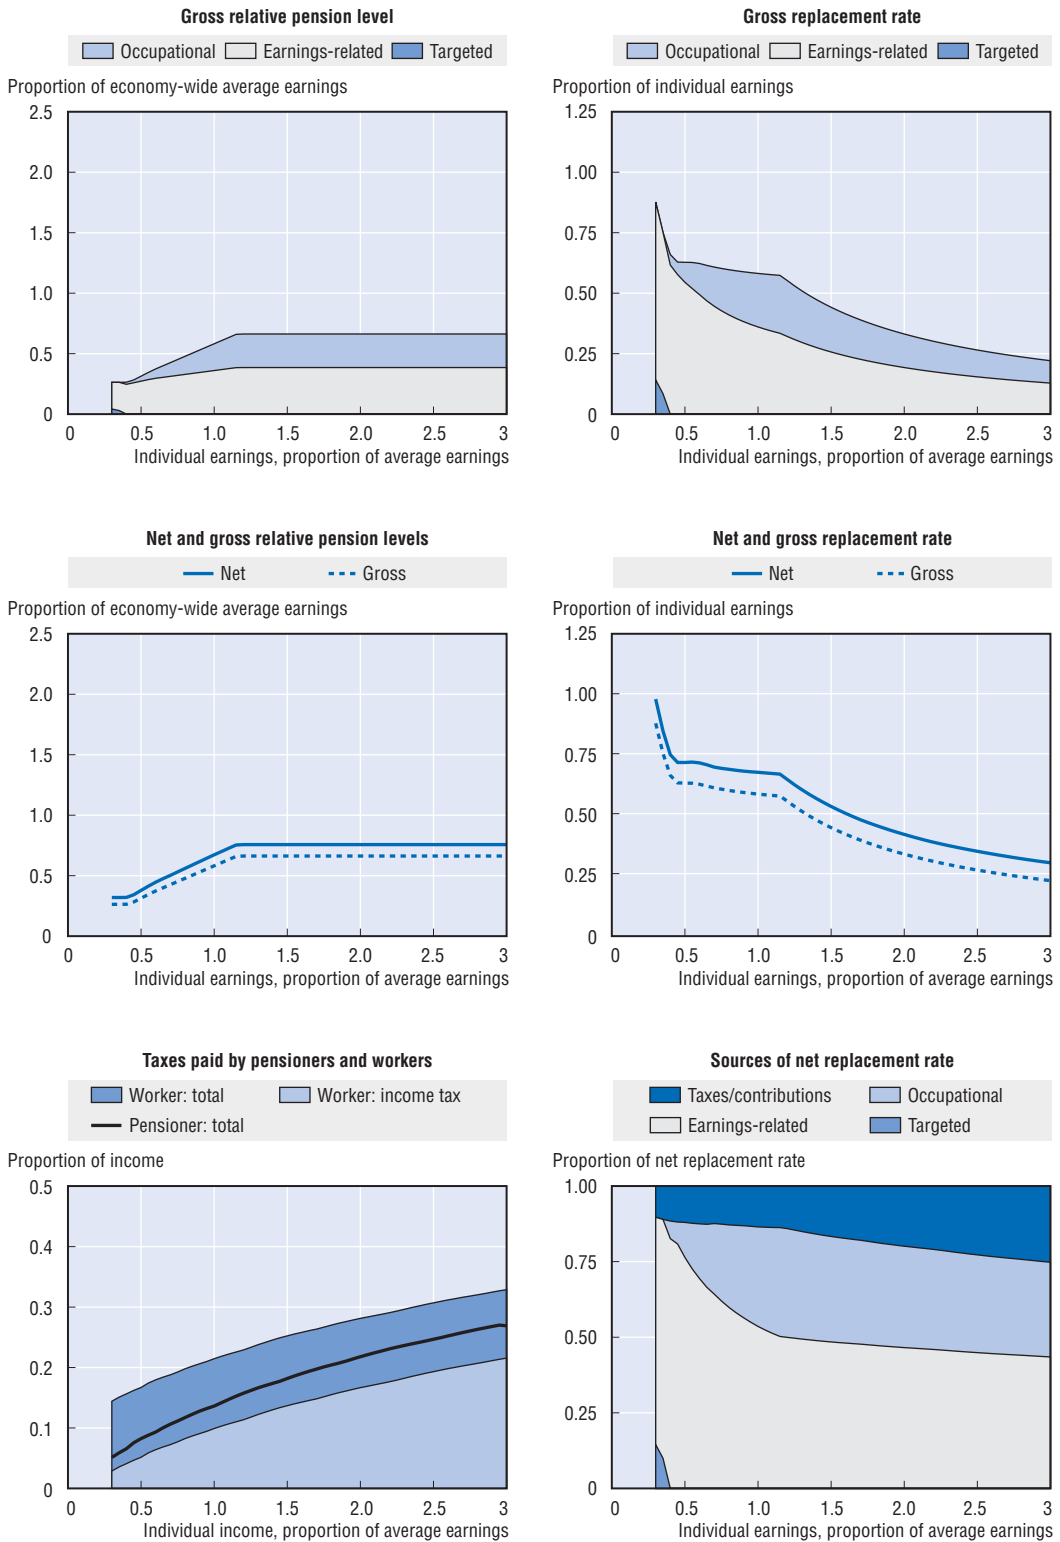 Gross relative pension level
Occupational Earnings-related Targeted
Proportion of economy-wide average earnings
2.5
2.0
1.5
1.0
0.5
0
0 0.5 1.0 1.5 2.0 2.5 3
Individual earnings, proportion of average earnings
Gross replacement rate
Occupational Earnings-related Targeted
Proportion of individual earnings
1.25
1.00
0.75
0.50
0.25
0
0 0.5 1.0 1.5 2.0 2.5 3
Individual earnings, proportion of average earnings
Net and gross relative pension levels
Net Gross
Proportion of economy-wide average earnings
2.5
2.0
1.5
1.0
0.5
0
0 0.5 1.0 1.5 2.0 2.5 3
Individual earnings, proportion of average earnings
Net and gross replacement rate
Net Gross
Proportion of individual earnings
1.25
1.00
0.75
0.50
0.25
0
0 0.5 1.0 1.5 2.0 2.5 3
Individual earnings, proportion of average earnings
Taxes paid by pensioners and workers
Worker: total Worker: income tax
Pensioner: total
Proportion of income
0.5
0.4
0.3
0.2
0.1
0
0 0.5 1.0 1.5 2.0 2.5 3
Individual income, proportion of average earnings
Sources of net replacement rate
Taxes/contributions Occupational
Earnings-related Targeted
Proportion of net replacement rate
1.00
0.75
0.50
0.25
0
0 0.5 1.0 1.5 2.0 2.5 3
Individual earnings, proportion of average earnings